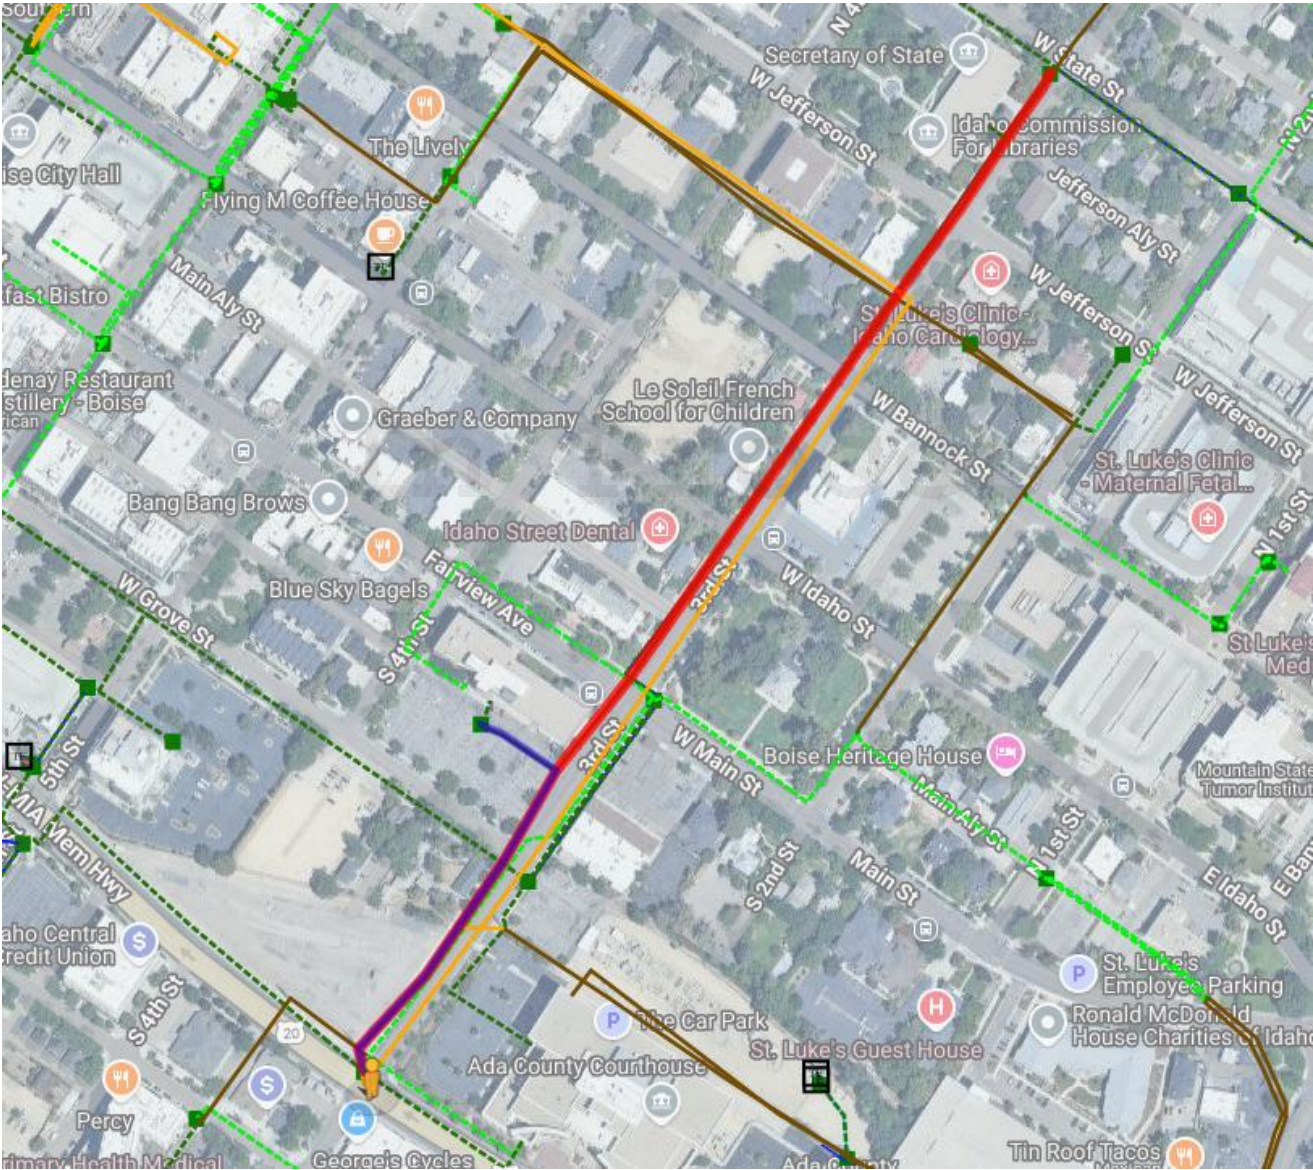 Southern
N 4
Secretary of State
W State St
W Jefferson St
Idaho Commission
For Libraries
N 2n
The Lively
ise City Hall
Flying M Coffee House
Jefferson Aly St
Main Aly St
W Jefferson St
fast Bistro
St. Luke's Clinic -
Idaho Cardiology...
denay Restaurant
stillery - Boise
rican
Le Soleil French
School for Children
Graeber & Company
W Bannock St
W Jefferson St
St. Luke's Clinic
- Maternal Fetal...
Bang Bang Brows
Idaho Street Dental
N 1st St
Fairview Ave
Blue Sky Bagels
3rd St
W Idaho St
W Grove St
S 4th St
St Luke's
Med
5th St
3rd St
W Main St
Boise Heritage House
Mountain State
Tumor Institut
MIA Mem Hwy
Main Aly St
N 1st St
S 2nd St
Main St
E Idaho St
E Ban
aho Central
redit Union
St. Luke's
Employee Parking
S 4th St
20
P
The Car Park
H
P
Ronald McDonald
House Charities of Idaho
St. Luke's Guest House
Ada County Courthouse
Percy
Tin Roof Tacos
Mexican
rimary Health Medical
George's Cycles
Ada County